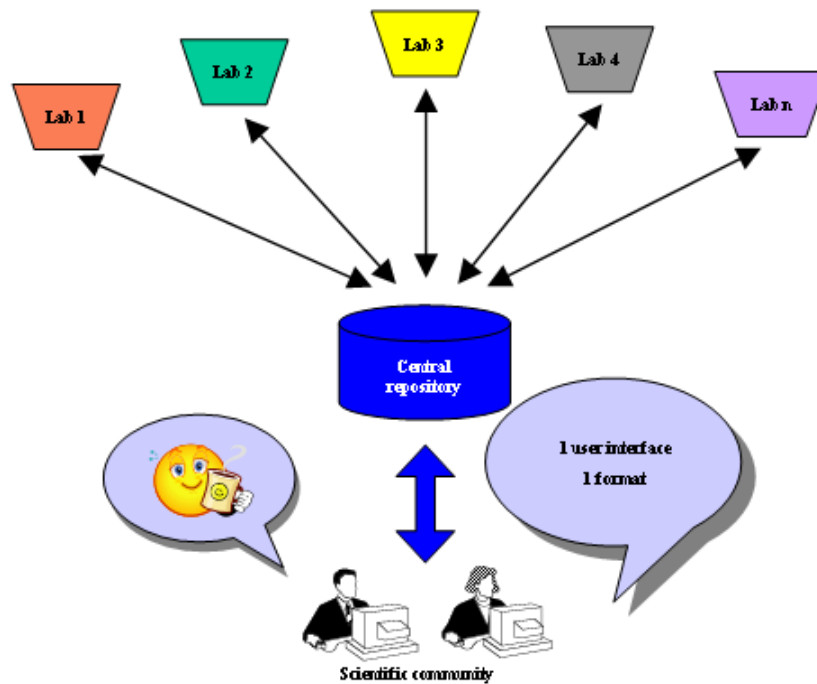 Lab 3
Lab 2
Lab 4
Lab 1
Lab n
Central
repository
1 user interface
1 format
Scientific community